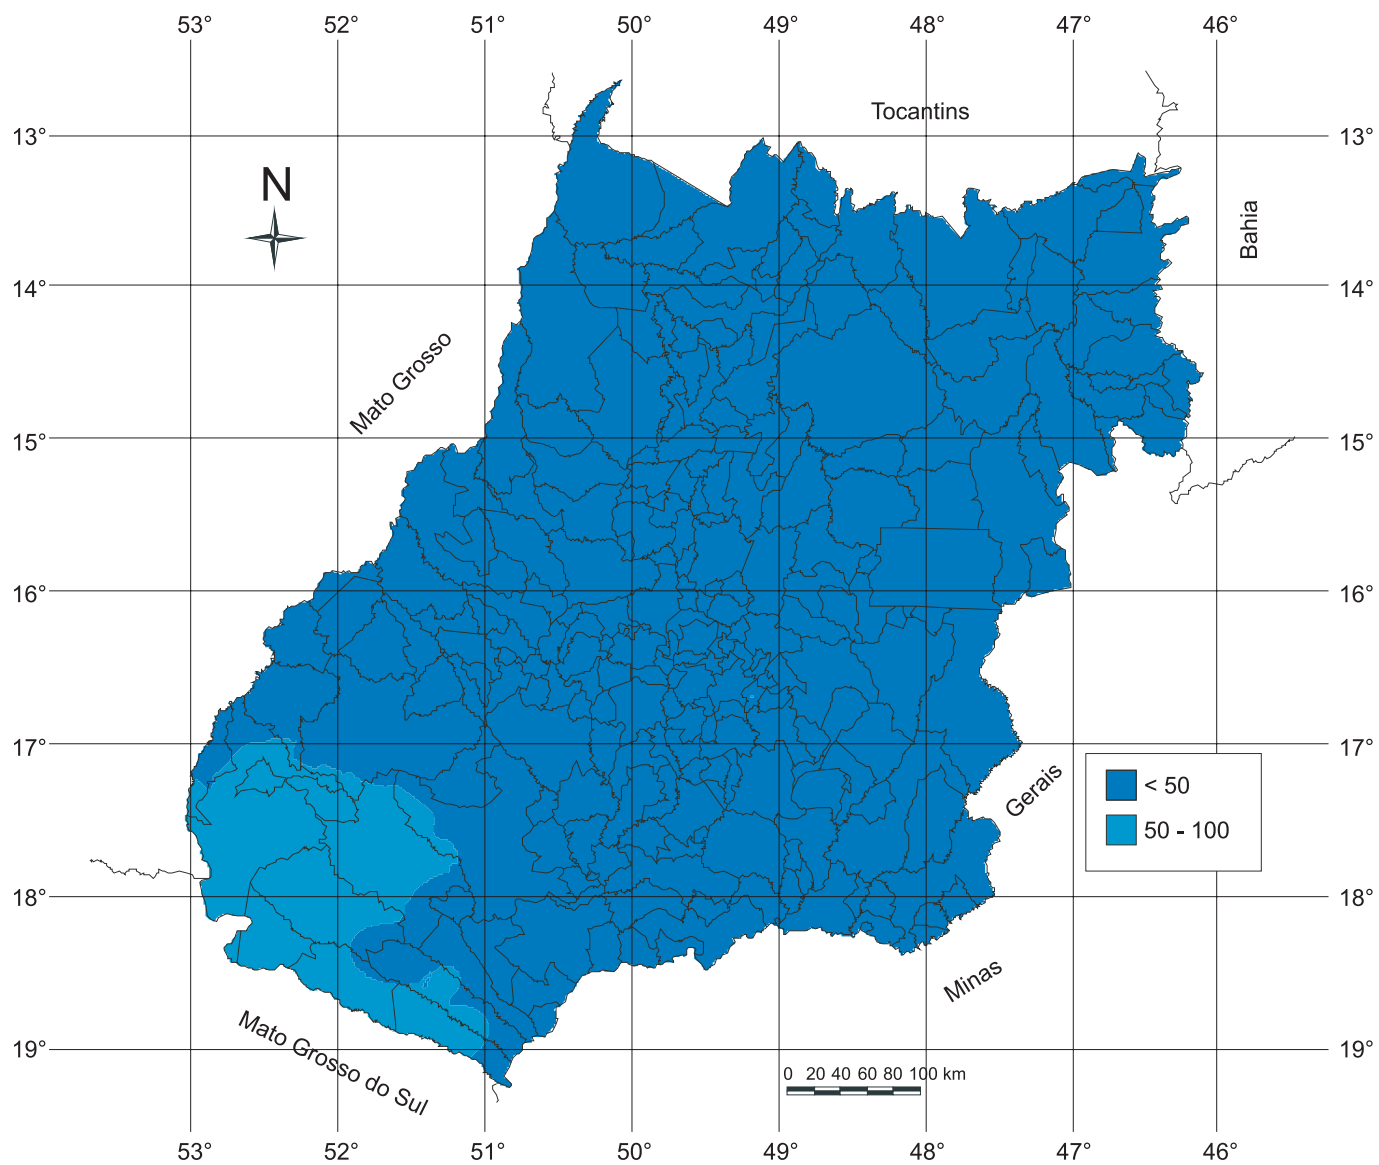 53° 52° 51° 50° 49° 48° 47° 46°
Tocantins
13° 13°
N
Bahia
14° 14°
Mato Grosso
15° 15°
16° 16°
17° 17°
Gerais
< 50
50 - 100
18° 18°
Minas
Mato Grosso do Sul
19° 19°
0 20 40 60 80 100 km
53° 52° 51° 50° 49° 48° 47° 46°